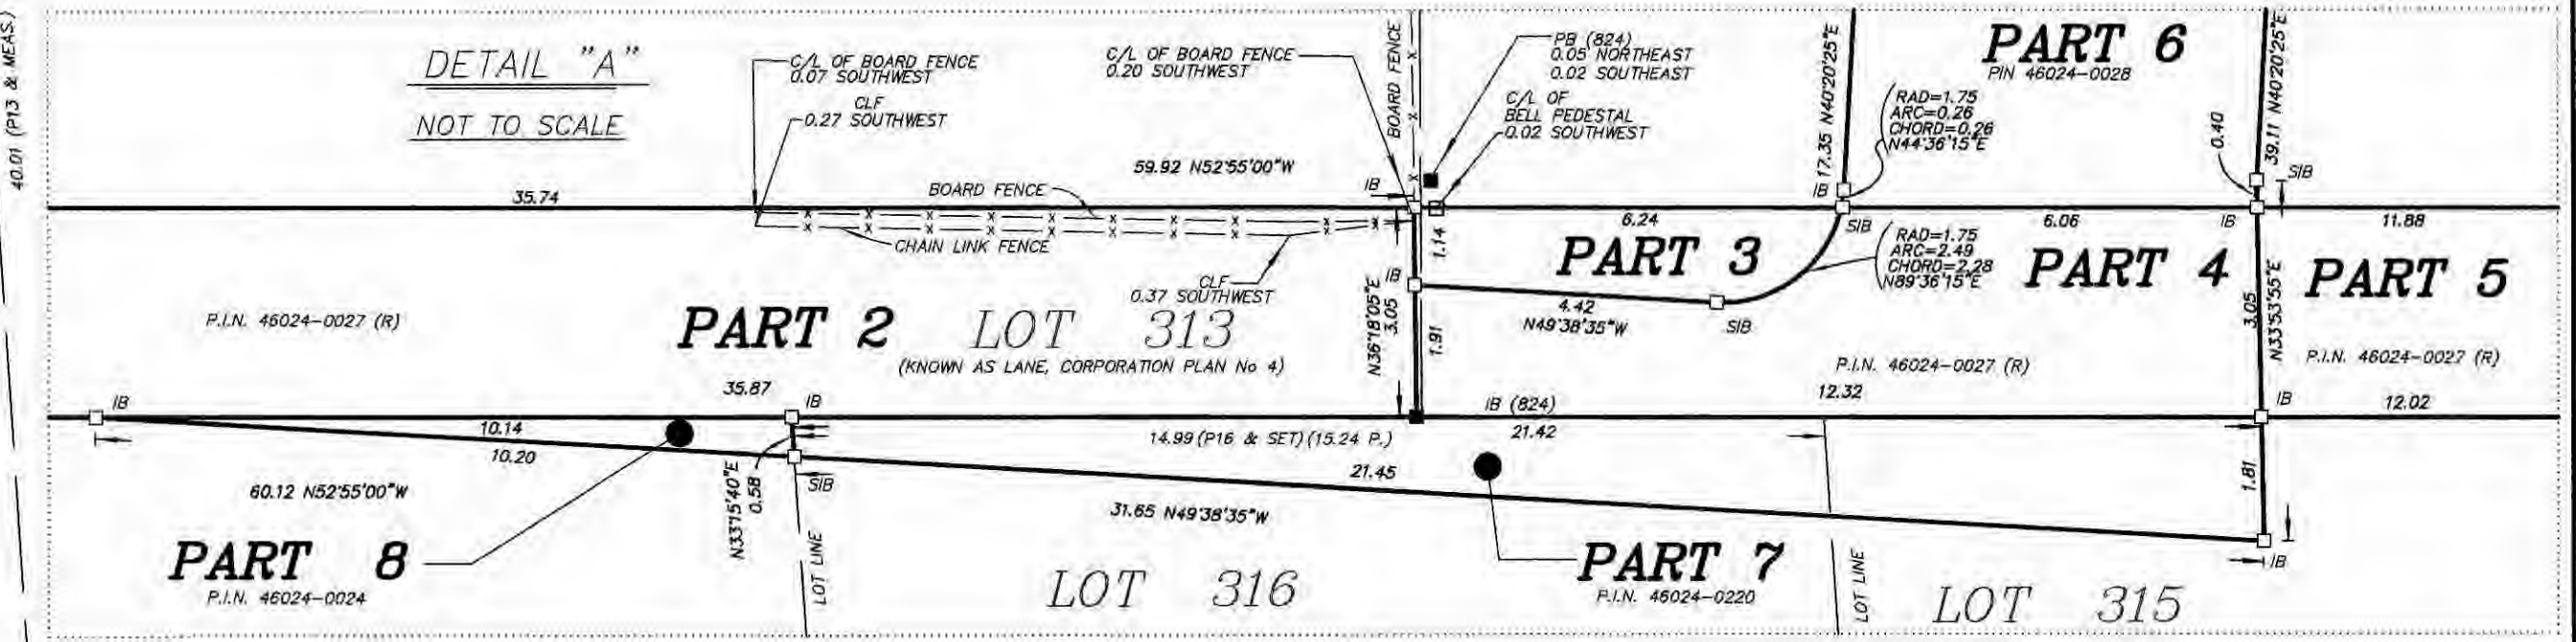 40.01 (P13 & MEAS.)
DETAIL "A"
NOT TO SCALE
C/L OF BOARD FENCE
0.07 SOUTHWEST
CLF
0.27 SOUTHWEST
C/L OF BOARD FENCE
0.20 SOUTHWEST
BOARD FENCE
PB (824)
0.05 NORTHEAST
0.02 SOUTHEAST
C/L OF
BELL PEDESTAL
0.02 SOUTHWEST
17.35 N40°20'25"E
PART 6
PIN 46024-0028
RAD=1.75
ARC=0.26
CHORD=0.26
N44°36'15"E
0.40
39.11 N40°20'25"E
SIB
59.92 N52°55'00"W
IB
IB
35.74
BOARD FENCE
CHAIN LINK FENCE
CLF
0.37 SOUTHWEST
6.24
SIB
6.06
IB
11.88
1.14
PART 3
RAD=1.75
ARC=2.49
CHORD=2.28
N89°36'15"E
PART 4
PART 5
IB
4.42
N49°38'35"W
SIB
P.I.N. 46024-0027 (R)
PART 2
LOT 313
(KNOWN AS LANE, CORPORATION PLAN No 4)
N36°18'05"E
3.05
1.91
P.I.N. 46024-0027 (R)
3.05
N33°53'55"E
P.I.N. 46024-0027 (R)
35.87
12.32
IB
IB
IB (824)
IB
12.02
10.14
10.20
14.99 (P16 & SET) (15.24 P.)
21.42
21.45
60.12 N52°55'00"W
N33°15'40"E
0.58
SIB
31.65 N49°38'35"W
1.81
IB
PART 8
P.I.N. 46024-0024
LOT LINE
LOT 316
PART 7
P.I.N. 46024-0220
LOT LINE
LOT 315